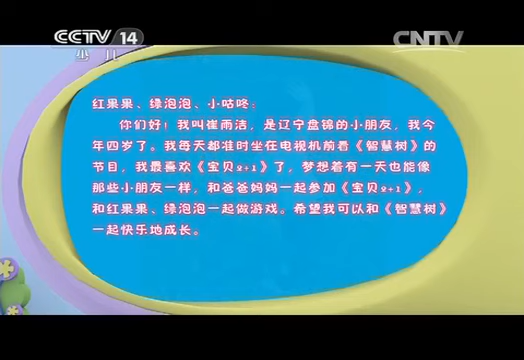 CCTV 14
少儿
CNTV
红果果、绿泡泡、小咕咚：
你们好！我叫崔雨洁，是辽宁盘锦的小朋友，我今
年四岁了。我每天都准时坐在电视机前看《智慧树》的
节目，我最喜欢《宝贝2+1》了，梦想着有一天也能像
那些小朋友一样，和爸爸妈妈一起参加《宝贝2+1》，
和红果果、绿泡泡一起做游戏。希望我可以和《智慧树》
一起快乐地成长。